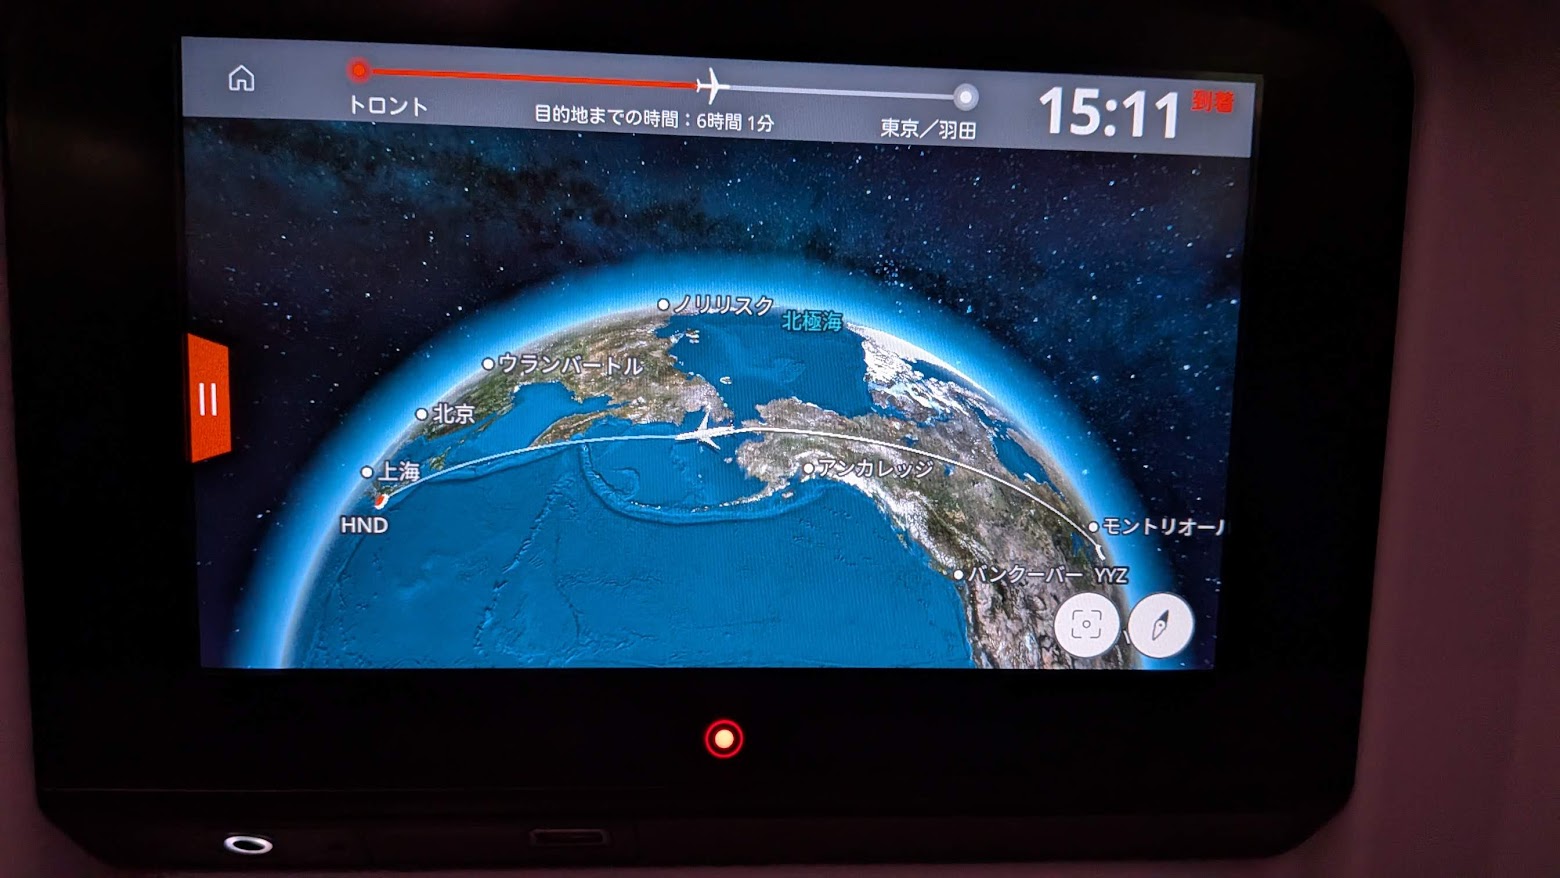 トロント
目的地までの時間：6時間 1分
東京／羽田
15:11 到着
ノリリスク
北極海
ウランバートル
北京
上海
アンカレッジ
HND
モントリオール
バンクーバー
YYZ